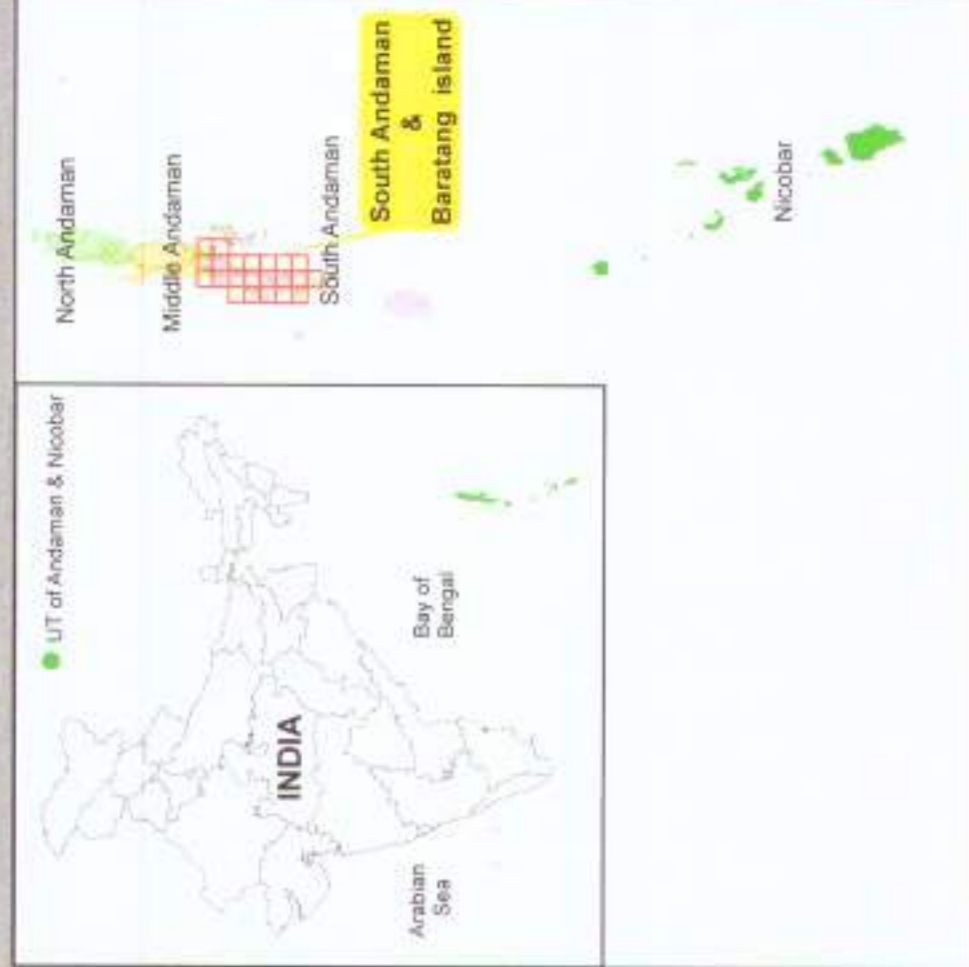 UT of Andaman & Nicobar
INDIA
Arabian
Sea
Bay of
Bengal
North Andaman
Middle Andaman
South Andaman
South Andaman
&
Baratang island
Nicobar